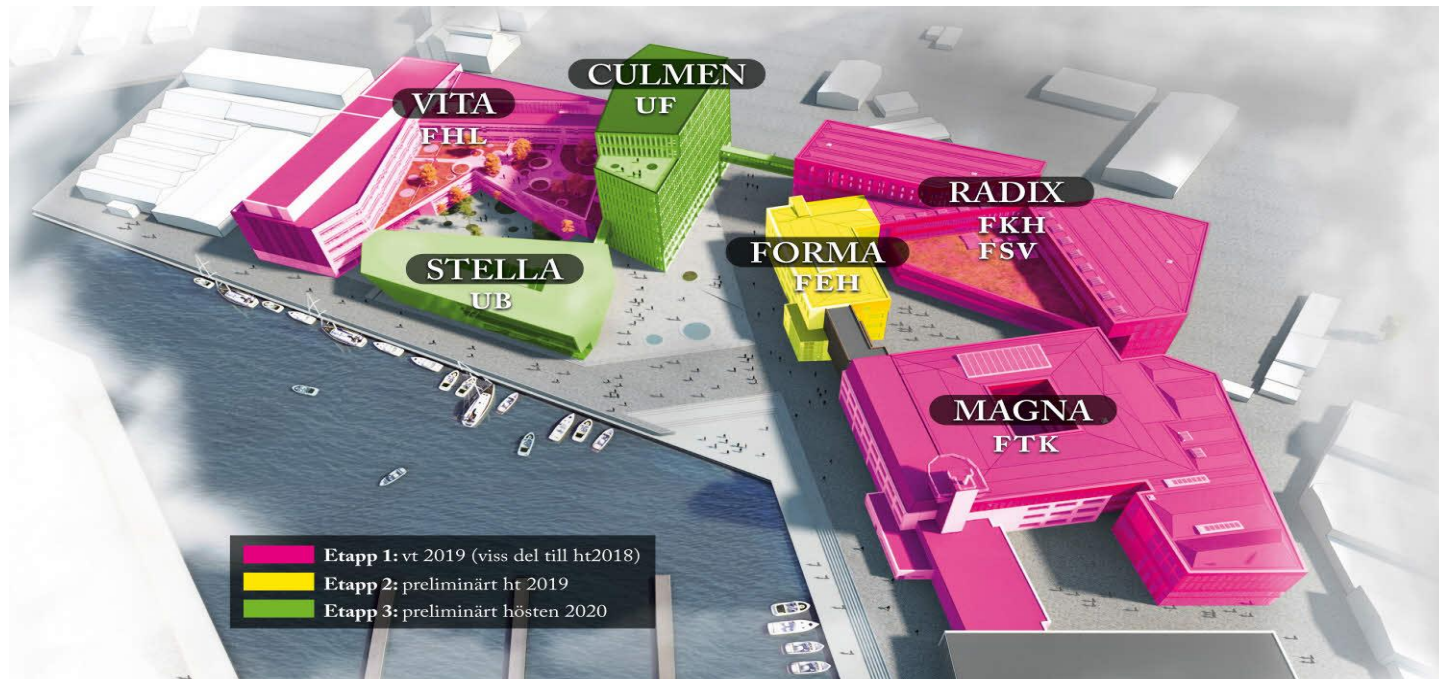 CULMEN
UF
VITA
FHL
RADIX
FKH
FSV
FORMA
FEH
STELLA
UB
MAGNA
FTK
Etapp 1: vt 2019 (viss del till ht2018)
Etapp 2: preliminärt ht 2019
Etapp 3: preliminärt hösten 2020